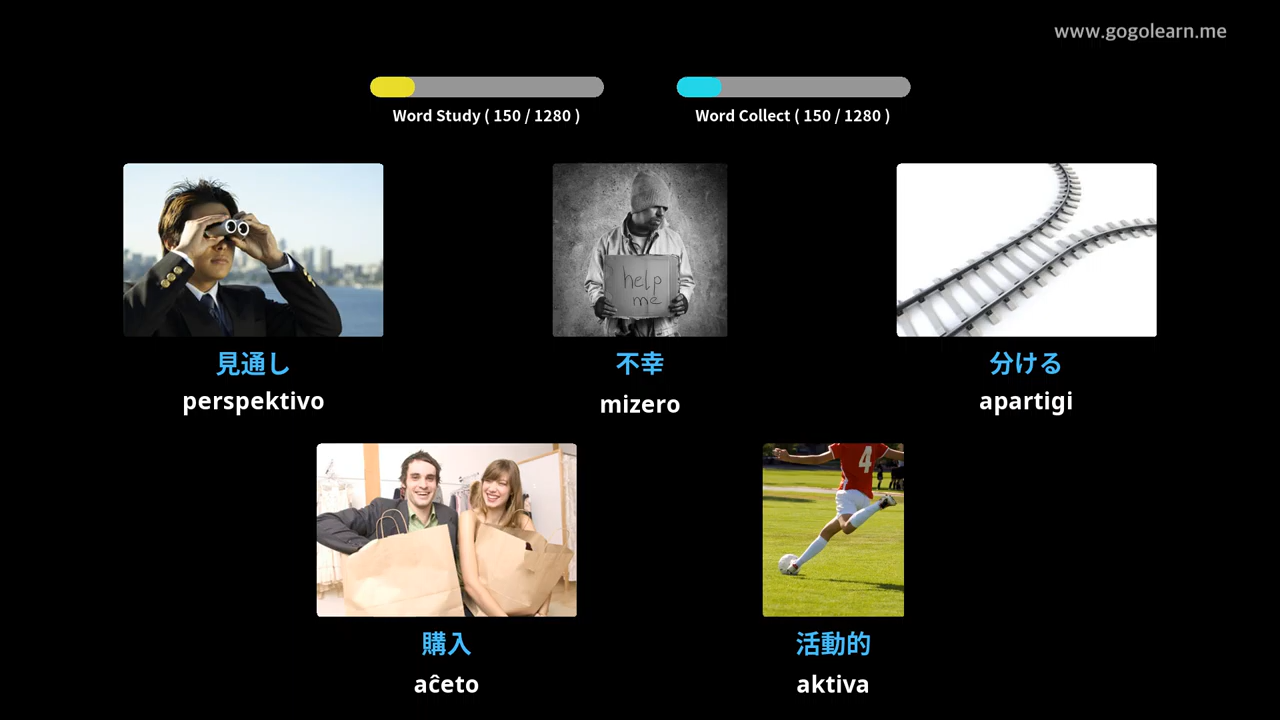 www.gogolearn.me
Word Study ( 150 / 1280 )
Word Collect ( 150 / 1280 )
help
me
見通し
perspektivo
不幸
mizero
分ける
apartigi
4
購入
aĉeto
活動的
aktiva